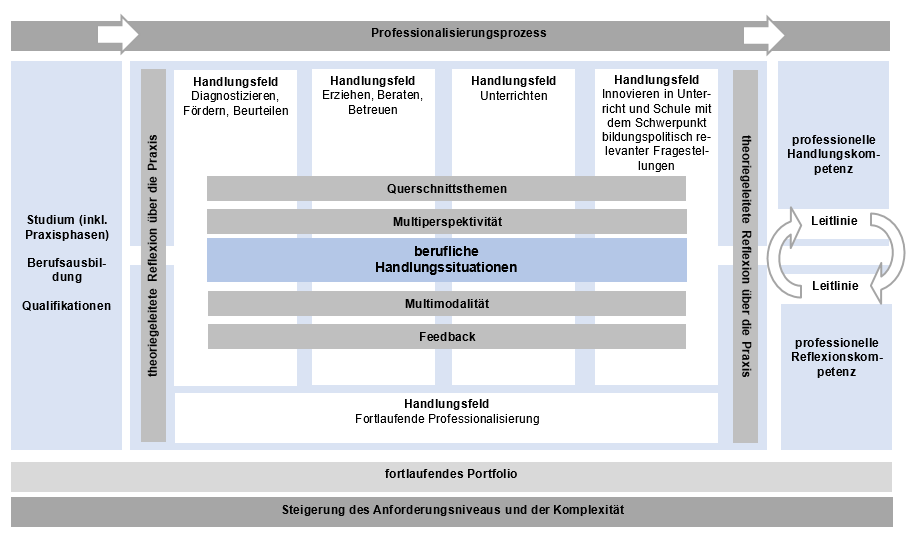 Professionalisierungsprozess
Studium (inkl.
Praxisphasen)
Berufsausbil-
dung
Qualifikationen
theoriegeleitete Reflexion über die Praxis
Handlungsfeld
Diagnostizieren,
Fördern, Beurteilen
Handlungsfeld
Erziehen, Beraten,
Betreuen
Handlungsfeld
Unterrichten
Handlungsfeld
Innovieren in Unter-
richt und Schule mit
dem Schwerpunkt
bildungspolitisch re-
levanter Fragestel-
lungen
Querschnittsthemen
Multiperspektivität
berufliche
Handlungssituationen
Multimodalität
Feedback
Handlungsfeld
Fortlaufende Professionalisierung
theoriegeleitete Reflexion über die Praxis
professionelle
Handlungskom-
petenz
Leitlinie
Leitlinie
professionelle
Reflexionskom-
petenz
fortlaufendes Portfolio
Steigerung des Anforderungsniveaus und der Komplexität